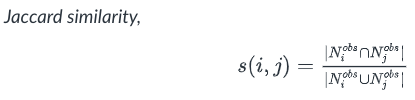 Jaccard similarity,
s(i, j) = |N_i^{obs} ∩ N_j^{obs}| / |N_i^{obs} ∪ N_j^{obs}|